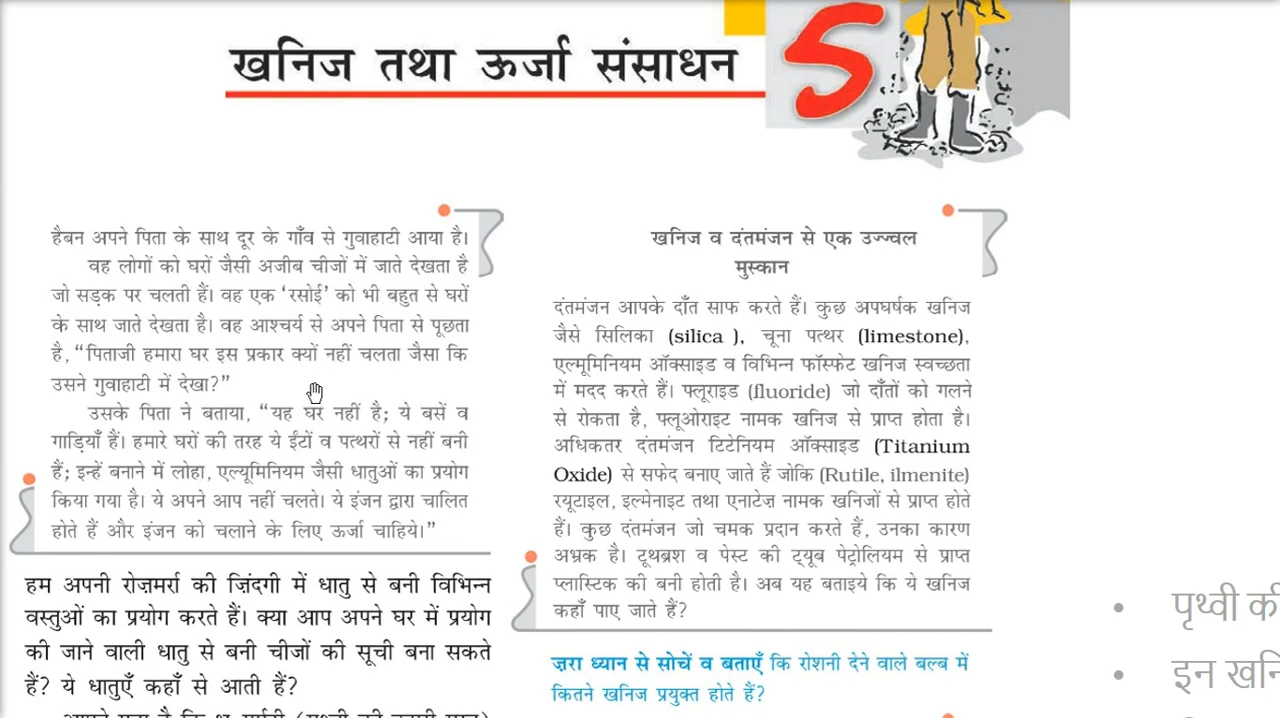 खनिज तथा ऊर्जा संसाधन
5
हैबन अपने पिता के साथ दूर के गाँव से गुवाहाटी आया है।
वह लोगों को घरों जैसी अजीब चीजों में जाते देखता है
जो सड़क पर चलती हैं। वह एक ‘रसोई’ को भी बहुत से घरों
के साथ जाते देखता है। वह आश्चर्य से अपने पिता से पूछता
है, “पिताजी हमारा घर इस प्रकार क्यों नहीं चलता जैसा कि
उसने गुवाहाटी में देखा?”
उसके पिता ने बताया, “यह घर नहीं है; ये बसें व
गाड़ियाँ हैं। हमारे घरों की तरह ये ईंटों व पत्थरों से नहीं बनी
हैं; इन्हें बनाने में लोहा, एल्यूमिनियम जैसी धातुओं का प्रयोग
किया गया है। ये अपने आप नहीं चलते। ये इंजन द्वारा चालित
होते हैं और इंजन को चलाने के लिए ऊर्जा चाहिये।”
हम अपनी रोज़मर्रा की ज़िंदगी में धातु से बनी विभिन्न
वस्तुओं का प्रयोग करते हैं। क्या आप अपने घर में प्रयोग
की जाने वाली धातु से बनी चीजों की सूची बना सकते
हैं? ये धातुएँ कहाँ से आती हैं?
खनिज व दंतमंजन से एक उज्ज्वल
मुस्कान
दंतमंजन आपके दाँत साफ करते हैं। कुछ अपघर्षक खनिज
जैसे सिलिका (silica ), चूना पत्थर (limestone),
एल्मूमिनियम ऑक्साइड व विभिन्न फॉस्फेट खनिज स्वच्छता
में मदद करते हैं। फ्लूराइड (fluoride) जो दाँतों को गलने
से रोकता है, फ्लूओराइट नामक खनिज से प्राप्त होता है।
अधिकतर दंतमंजन टिटेनियम ऑक्साइड (Titanium
Oxide) से सफेद बनाए जाते हैं जोकि (Rutile, ilmenite)
रयूटाइल, इल्मेनाइट तथा एनाटेज़ नामक खनिजों से प्राप्त होते
हैं। कुछ दंतमंजन जो चमक प्रदान करते हैं, उनका कारण
अभ्रक है। टूथब्रश व पेस्ट की ट्यूब पेट्रोलियम से प्राप्त
प्लास्टिक की बनी होती है। अब यह बताइये कि ये खनिज
कहाँ पाए जाते हैं?
ज़रा ध्यान से सोचें व बताएँ कि रोशनी देने वाले बल्ब में
कितने खनिज प्रयुक्त होते हैं?
• पृथ्वी की
• इन